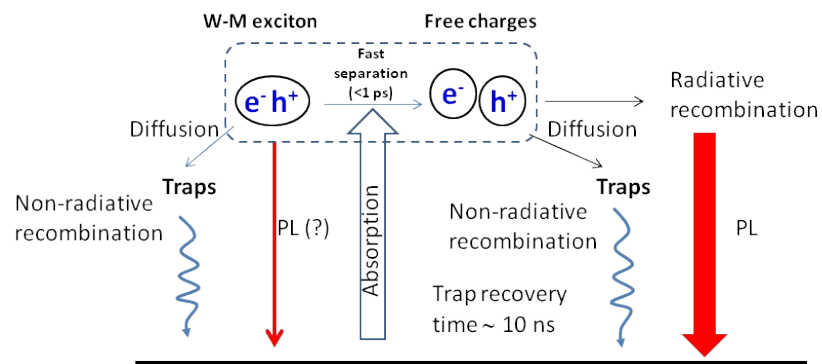 W-M exciton
Free charges
Fast
separation
(<1 ps)
e⁻ h⁺
e⁻
h⁺
Radiative
recombination
Diffusion
Diffusion
Traps
Traps
Non-radiative
recombination
PL (?)
Absorption
Non-radiative
recombination
PL
Trap recovery
time ~ 10 ns